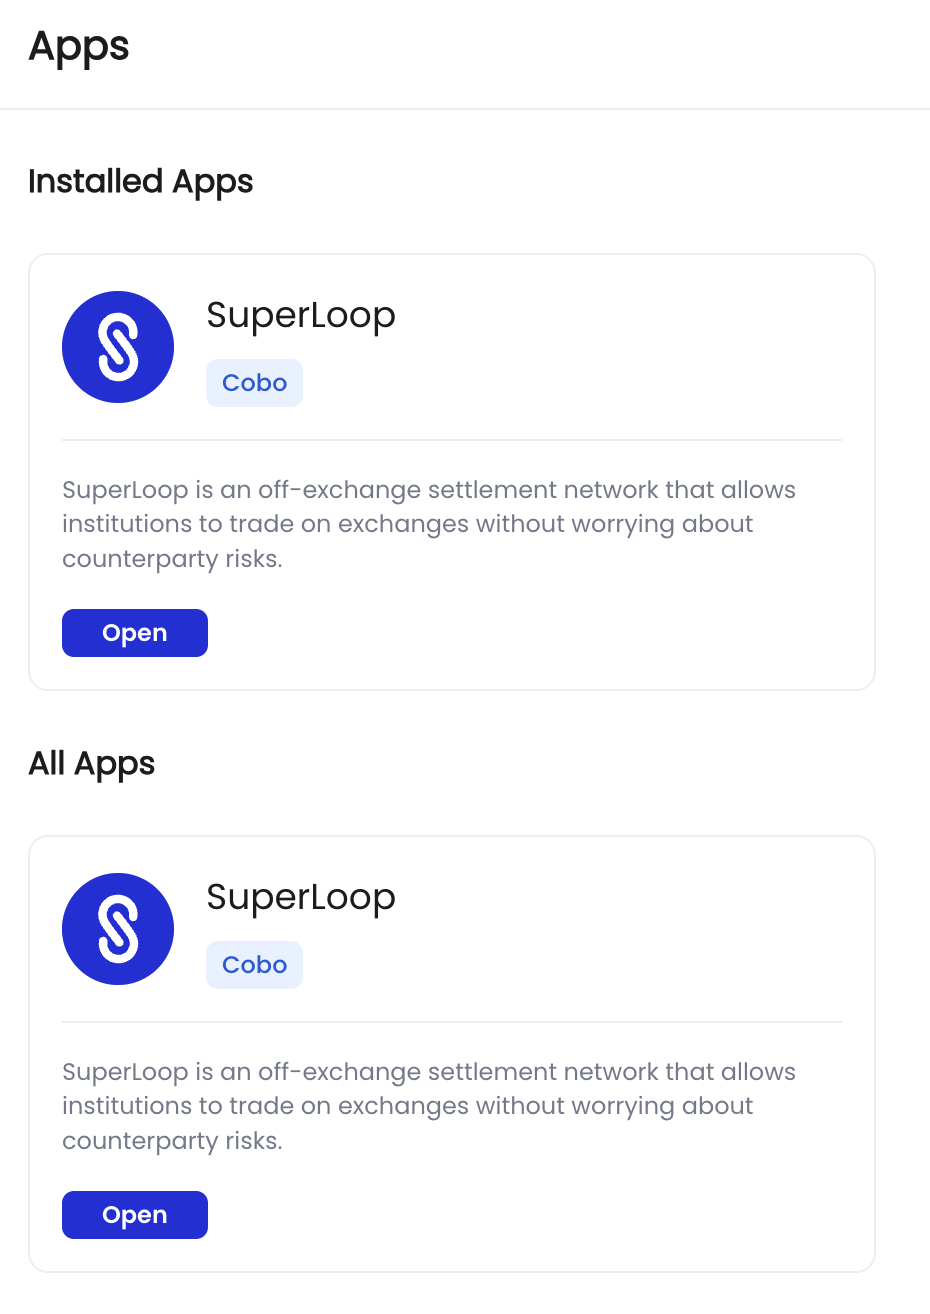 Apps
Installed Apps
SuperLoop
Cobo
SuperLoop is an off-exchange settlement network that allows
institutions to trade on exchanges without worrying about
counterparty risks.
Open
All Apps
SuperLoop
Cobo
SuperLoop is an off-exchange settlement network that allows
institutions to trade on exchanges without worrying about
counterparty risks.
Open